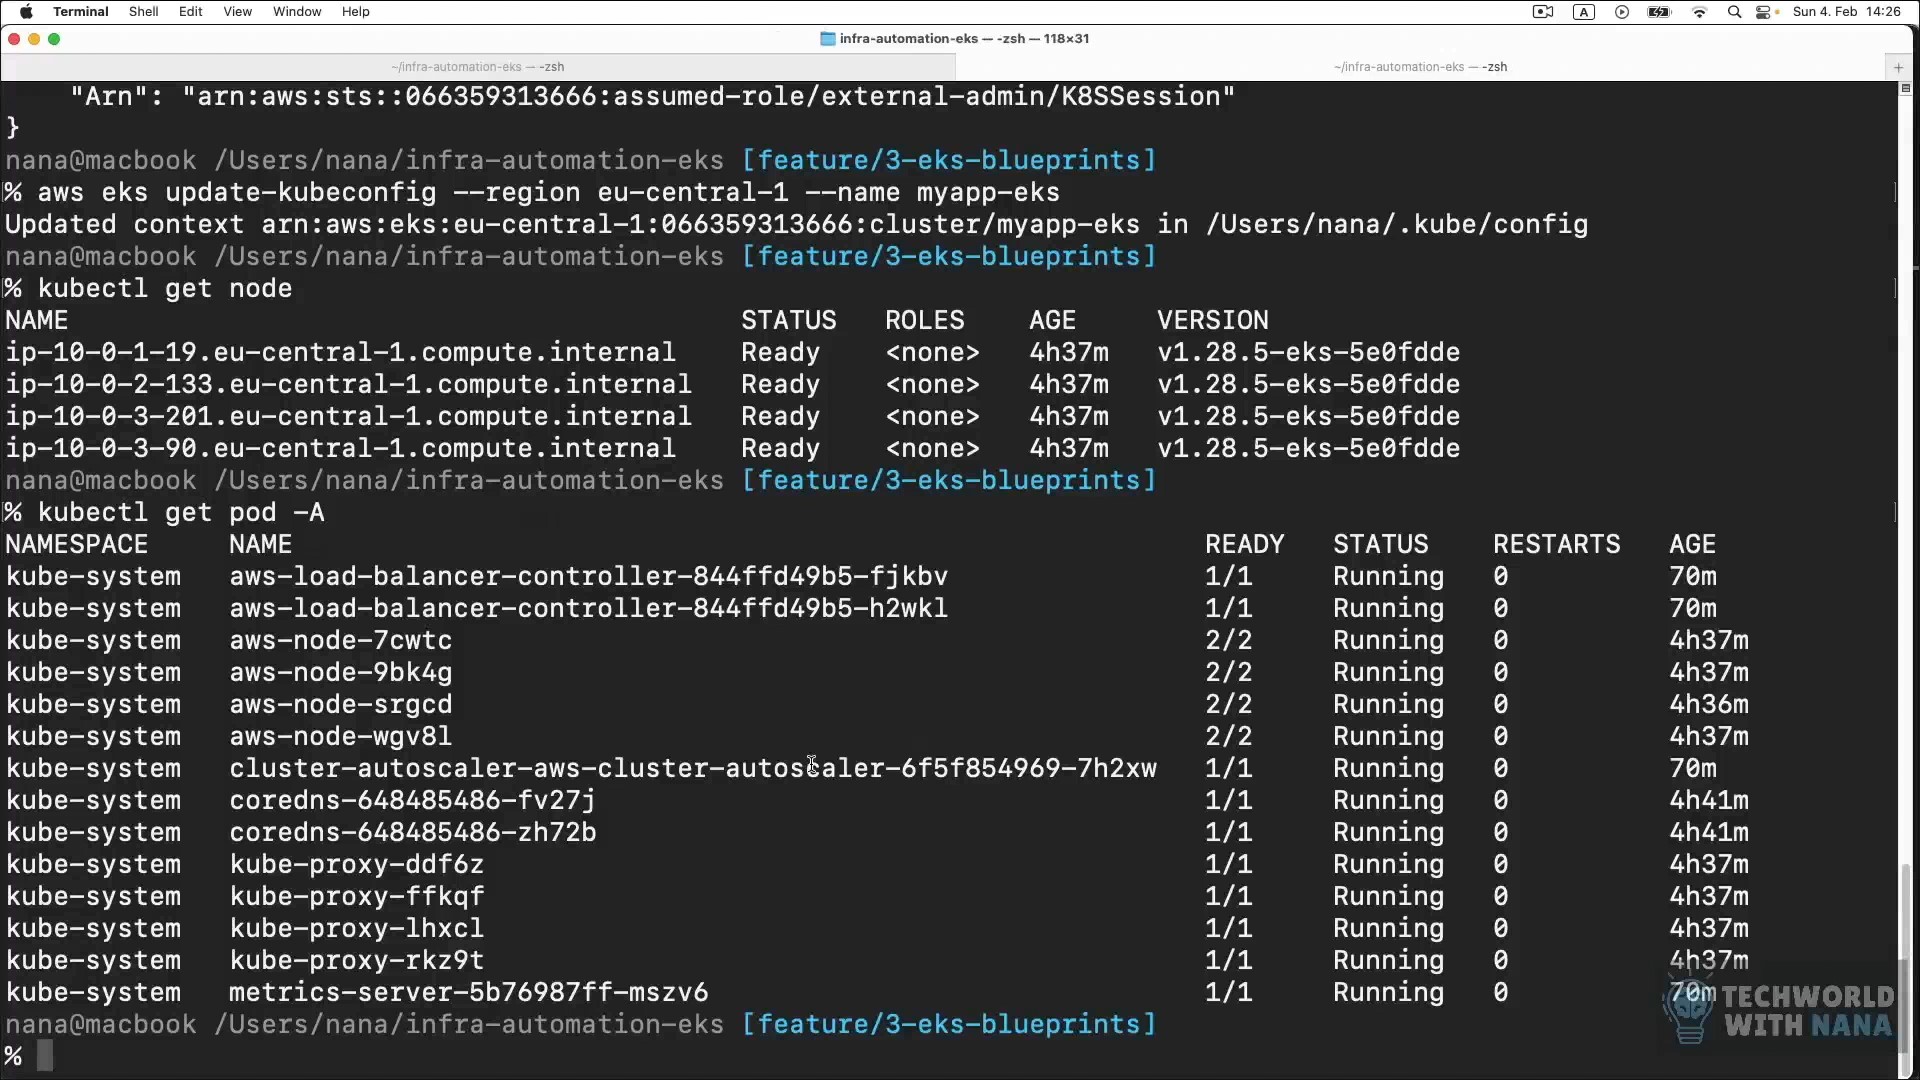 Terminal Shell Edit View Window Help A Sun 4. Feb 14:26
infra-automation-eks — -zsh — 118×31
~/infra-automation-eks — -zsh ~/infra-automation-eks — -zsh +
"Arn": "arn:aws:sts::066359313666:assumed-role/external-admin/K8SSession"
}
nana@macbook /Users/nana/infra-automation-eks [feature/3-eks-blueprints]
% aws eks update-kubeconfig --region eu-central-1 --name myapp-eks
Updated context arn:aws:eks:eu-central-1:066359313666:cluster/myapp-eks in /Users/nana/.kube/config
nana@macbook /Users/nana/infra-automation-eks [feature/3-eks-blueprints]
% kubectl get node
NAME STATUS ROLES AGE VERSION
ip-10-0-1-19.eu-central-1.compute.internal Ready <none> 4h37m v1.28.5-eks-5e0fdde
ip-10-0-2-133.eu-central-1.compute.internal Ready <none> 4h37m v1.28.5-eks-5e0fdde
ip-10-0-3-201.eu-central-1.compute.internal Ready <none> 4h37m v1.28.5-eks-5e0fdde
ip-10-0-3-90.eu-central-1.compute.internal Ready <none> 4h37m v1.28.5-eks-5e0fdde
nana@macbook /Users/nana/infra-automation-eks [feature/3-eks-blueprints]
% kubectl get pod -A
NAMESPACE NAME READY STATUS RESTARTS AGE
kube-system aws-load-balancer-controller-844ffd49b5-fjkbv 1/1 Running 0 70m
kube-system aws-load-balancer-controller-844ffd49b5-h2wkl 1/1 Running 0 70m
kube-system aws-node-7cwtc 2/2 Running 0 4h37m
kube-system aws-node-9bk4g 2/2 Running 0 4h37m
kube-system aws-node-srgcd 2/2 Running 0 4h36m
kube-system aws-node-wgv8l 2/2 Running 0 4h37m
kube-system cluster-autoscaler-aws-cluster-autoscaler-6f5f854969-7h2xw 1/1 Running 0 70m
kube-system coredns-648485486-fv27j 1/1 Running 0 4h41m
kube-system coredns-648485486-zh72b 1/1 Running 0 4h41m
kube-system kube-proxy-ddf6z 1/1 Running 0 4h37m
kube-system kube-proxy-ffkqf 1/1 Running 0 4h37m
kube-system kube-proxy-lhxcl 1/1 Running 0 4h37m
kube-system kube-proxy-rkz9t 1/1 Running 0 4h37m
kube-system metrics-server-5b76987ff-mszv6 1/1 Running 0 70m
nana@macbook /Users/nana/infra-automation-eks [feature/3-eks-blueprints]
%
TECHWORLD
WITH NANA